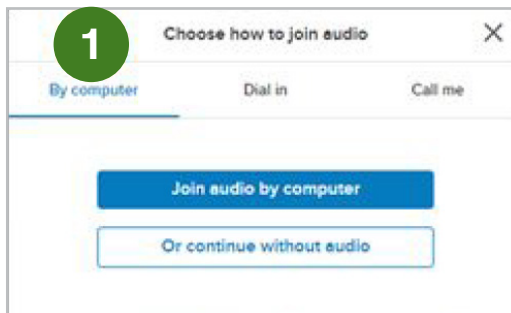 1
Choose how to join audio
By computer Dial in Call me
Join audio by computer
Or continue without audio